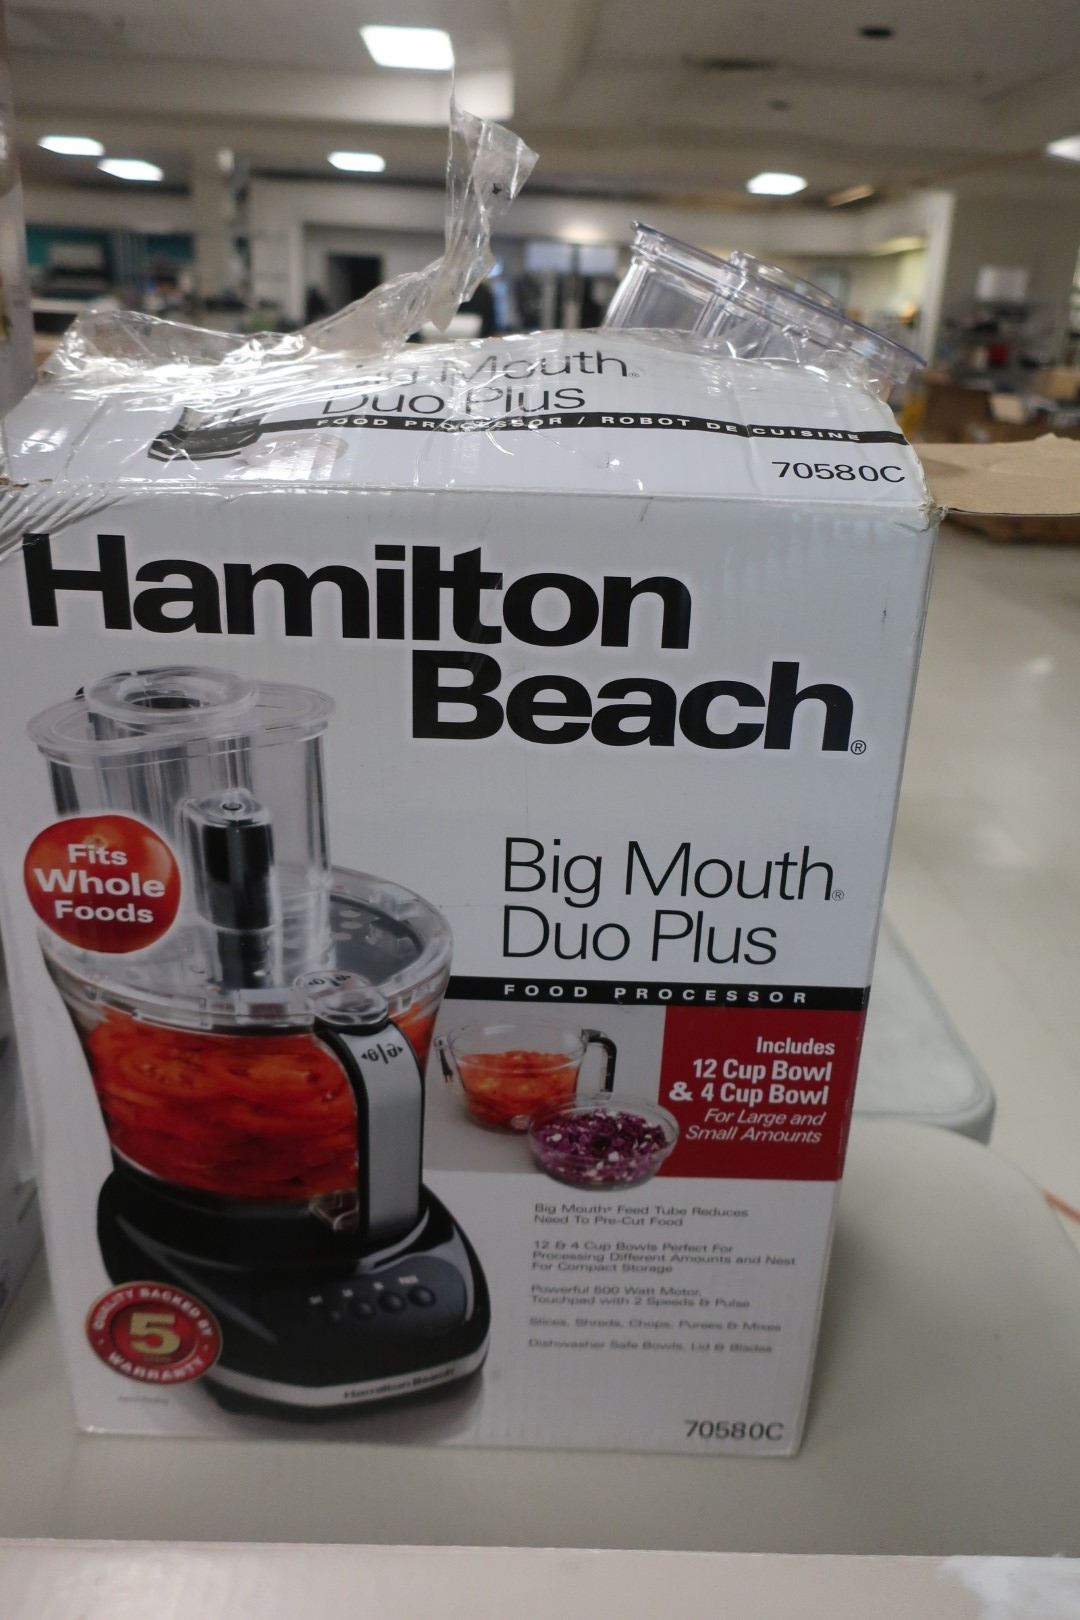 Big Mouth®
Duo Plus
FOOD PROCESSOR / ROBOT DE CUISINE
70580C
Hamilton
Beach®
Fits
Whole
Foods
Big Mouth®
Duo Plus
FOOD PROCESSOR
Includes
12 Cup Bowl
& 4 Cup Bowl
For Large and
Small Amounts
Big Mouth® Feed Tube Reduces
Need To Pre-Cut Food
12 & 4 Cup Bowls Perfect For
Processing Different Amounts and Nest
For Compact Storage
Powerful 500 Watt Motor,
Touchpad with 2 Speeds & Pulse
Slices, Shreds, Chops, Purees & Mixes
Dishwasher Safe Bowls, Lid & Blades
QUALITY BACKED BY
5
WARRANTY
Hamilton Beach
70580C